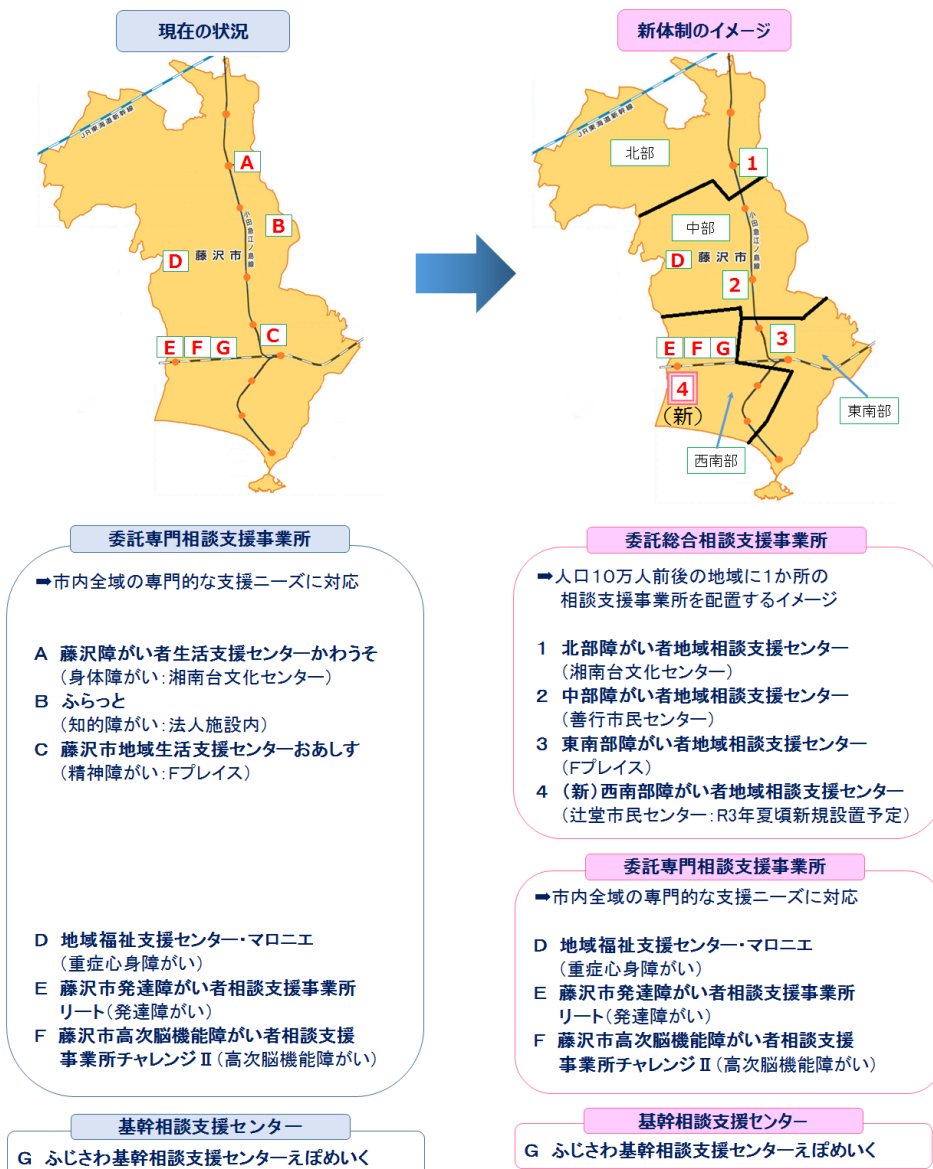 現在の状況
JR東海道新幹線
A
B
小田急江ノ島線
D
藤沢市
C
E F G
委託専門相談支援事業所
➡市内全域の専門的な支援ニーズに対応
A 藤沢障がい者生活支援センターかわうそ
(身体障がい:湘南台文化センター)
B ふらっと
(知的障がい:法人施設内)
C 藤沢市地域生活支援センターおあしす
(精神障がい:Fプレイス)
D 地域福祉支援センター・マロニエ
(重症心身障がい)
E 藤沢市発達障がい者相談支援事業所
リート(発達障がい)
F 藤沢市高次脳機能障がい者相談支援
事業所チャレンジⅡ(高次脳機能障がい)
基幹相談支援センター
G ふじさわ基幹相談支援センターえぽめいく
新体制のイメージ
JR東海道新幹線
北部
1
中部
小田急江ノ島線
D
藤沢市
2
3
E F G
4
(新)
東南部
西南部
委託総合相談支援事業所
➡人口10万人前後の地域に1か所の
相談支援事業所を配置するイメージ
1 北部障がい者地域相談支援センター
(湘南台文化センター)
2 中部障がい者地域相談支援センター
(善行市民センター)
3 東南部障がい者地域相談支援センター
(Fプレイス)
4 (新)西南部障がい者地域相談支援センター
(辻堂市民センター:R3年夏頃新規設置予定)
委託専門相談支援事業所
➡市内全域の専門的な支援ニーズに対応
D 地域福祉支援センター・マロニエ
(重症心身障がい)
E 藤沢市発達障がい者相談支援事業所
リート(発達障がい)
F 藤沢市高次脳機能障がい者相談支援
事業所チャレンジⅡ(高次脳機能障がい)
基幹相談支援センター
G ふじさわ基幹相談支援センターえぽめいく